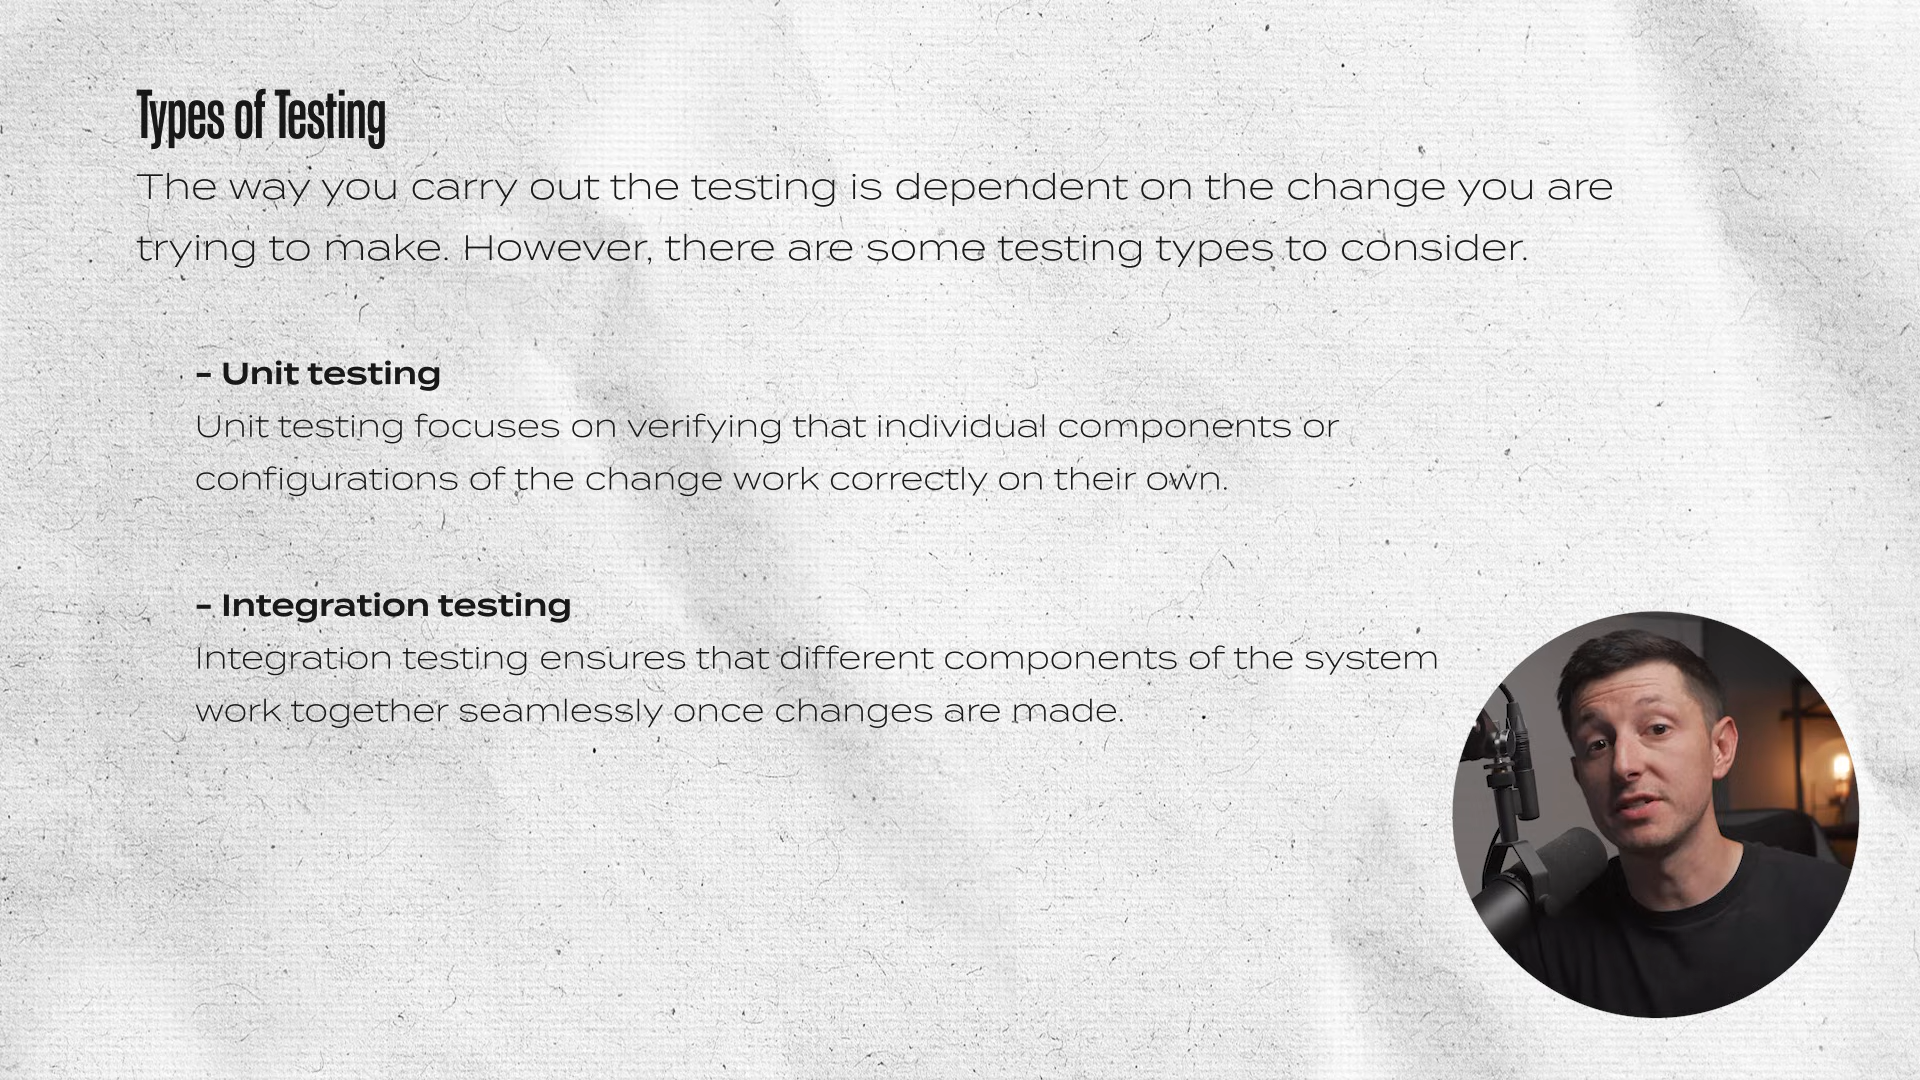 Types of Testing
The way you carry out the testing is dependent on the change you are
trying to make. However, there are some testing types to consider.
- Unit testing
Unit testing focuses on verifying that individual components or
configurations of the change work correctly on their own.
- Integration testing
Integration testing ensures that different components of the system
work together seamlessly once changes are made.